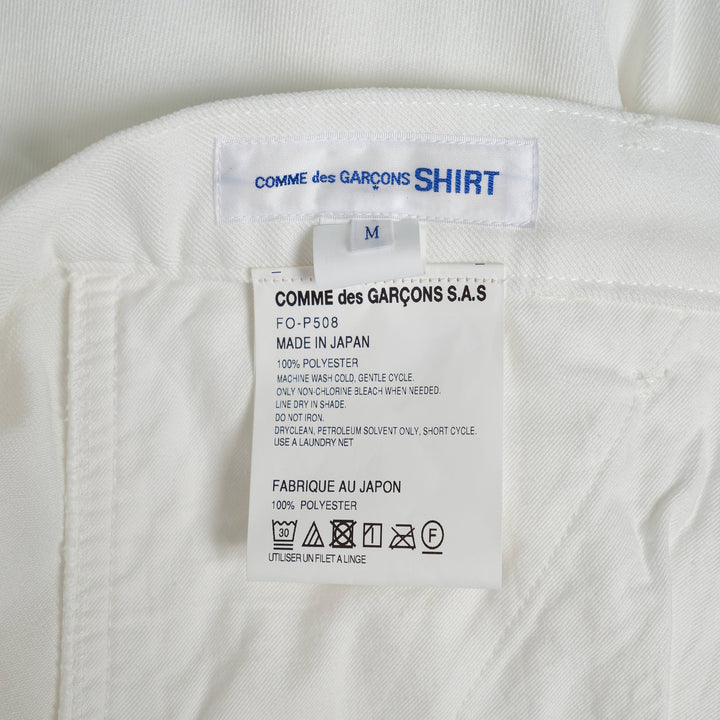 COMME des GARÇONS SHIRT
M
COMME des GARÇONS S.A.S
FO-P508
MADE IN JAPAN
100% POLYESTER
MACHINE WASH COLD, GENTLE CYCLE.
ONLY NON-CHLORINE BLEACH WHEN NEEDED.
LINE DRY IN SHADE.
DO NOT IRON.
DRYCLEAN, PETROLEUM SOLVENT ONLY, SHORT CYCLE.
USE A LAUNDRY NET
FABRIQUE AU JAPON
100% POLYESTER
30 F
UTILISER UN FILET A LINGE